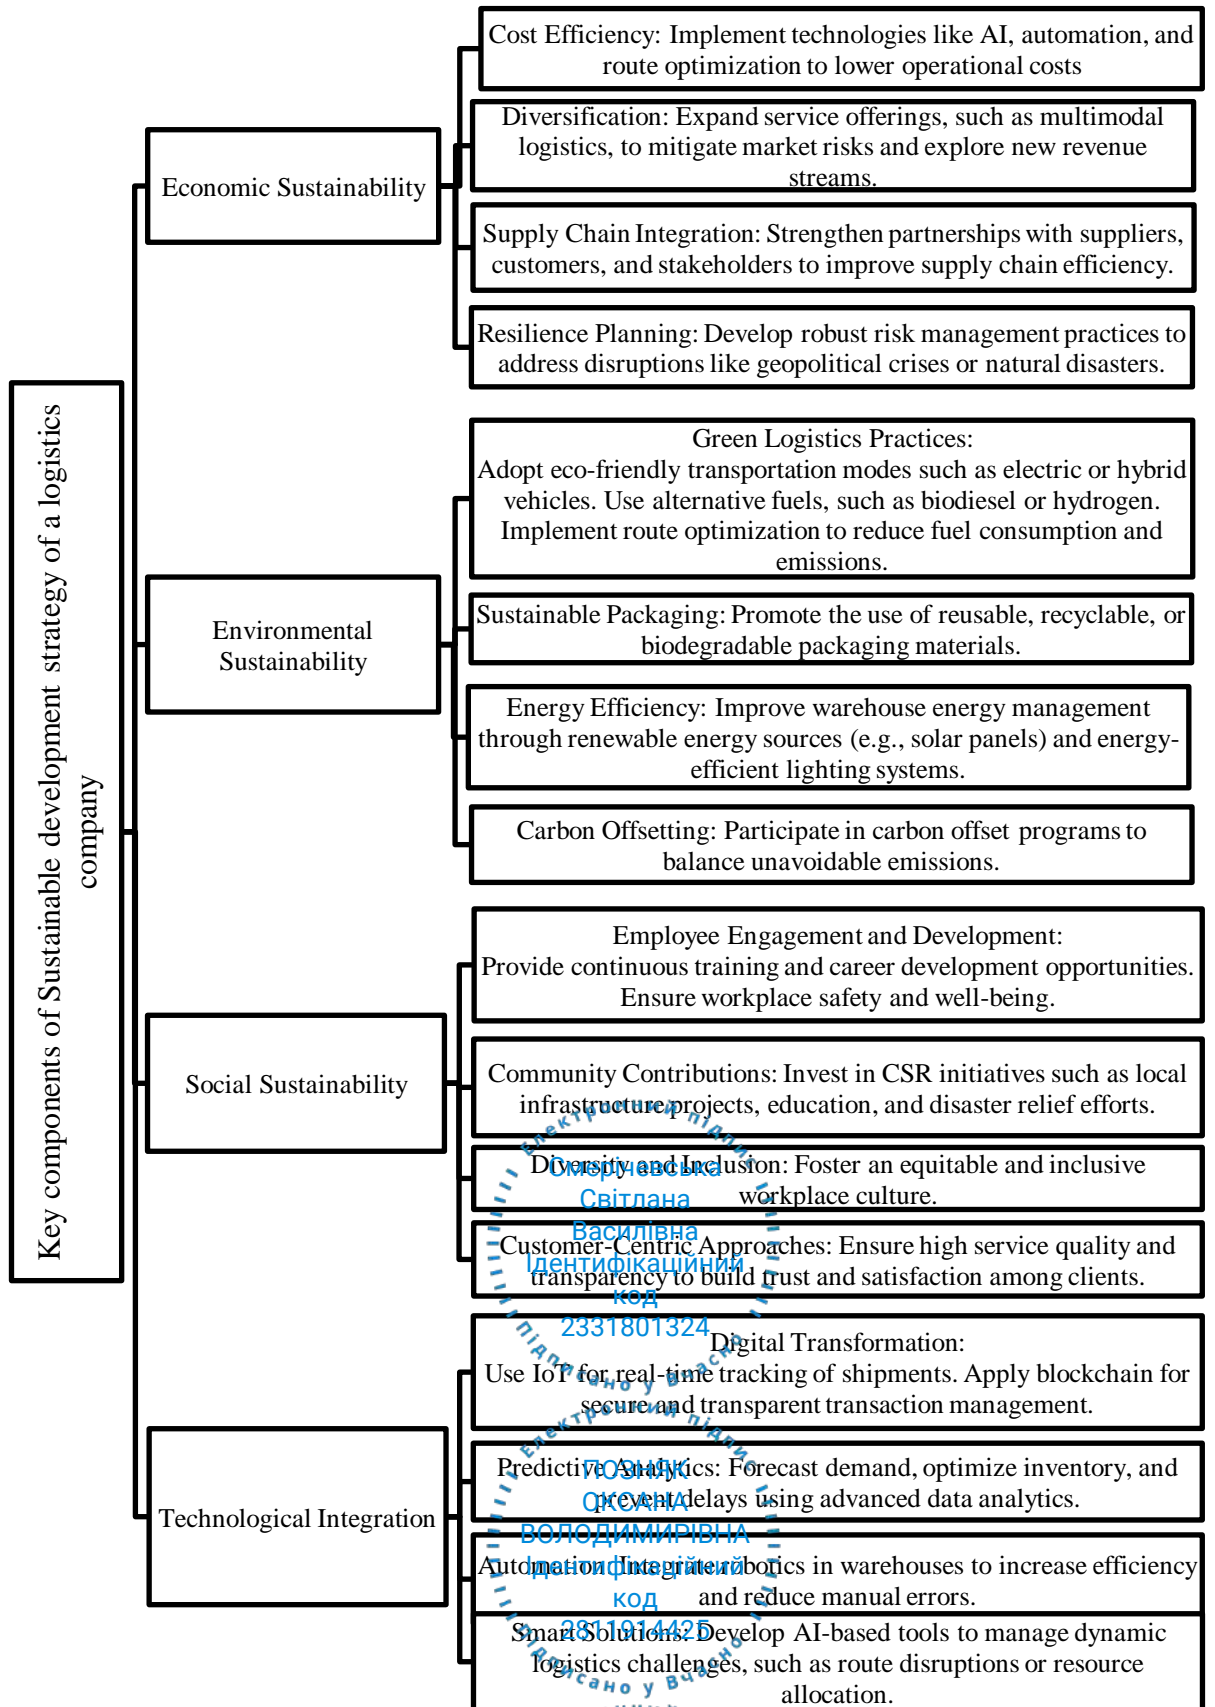 Key components of Sustainable development strategy of a logistics
company
Economic Sustainability
Cost Efficiency: Implement technologies like AI, automation, and
route optimization to lower operational costs
Diversification: Expand service offerings, such as multimodal
logistics, to mitigate market risks and explore new revenue
streams.
Supply Chain Integration: Strengthen partnerships with suppliers,
customers, and stakeholders to improve supply chain efficiency.
Resilience Planning: Develop robust risk management practices to
address disruptions like geopolitical crises or natural disasters.
Environmental
Sustainability
Green Logistics Practices:
Adopt eco-friendly transportation modes such as electric or hybrid
vehicles. Use alternative fuels, such as biodiesel or hydrogen.
Implement route optimization to reduce fuel consumption and
emissions.
Sustainable Packaging: Promote the use of reusable, recyclable, or
biodegradable packaging materials.
Energy Efficiency: Improve warehouse energy management
through renewable energy sources (e.g., solar panels) and energy-
efficient lighting systems.
Carbon Offsetting: Participate in carbon offset programs to
balance unavoidable emissions.
Social Sustainability
Employee Engagement and Development:
Provide continuous training and career development opportunities.
Ensure workplace safety and well-being.
Community Contributions: Invest in CSR initiatives such as local
infrastructure projects, education, and disaster relief efforts.
Diversity and Inclusion: Foster an equitable and inclusive
workplace culture.
Customer-Centric Approaches: Ensure high service quality and
transparency to build trust and satisfaction among clients.
Technological Integration
Digital Transformation:
Use IoT for real-time tracking of shipments. Apply blockchain for
secure and transparent transaction management.
Predictive Analytics: Forecast demand, optimize inventory, and
prevent delays using advanced data analytics.
Automation: Integrate robotics in warehouses to increase efficiency
and reduce manual errors.
Smart Solutions: Develop AI-based tools to manage dynamic
logistics challenges, such as route disruptions or resource
allocation.
Електронний підпис
Смерічевська
Світлана
Василівна
Ідентифікаційний
код
2331801324
Підписано у Вчасно
Електронний підпис
ПОЗНЯК
ОКСАНА
ВОЛОДИМИРІВНА
Ідентифікаційний
код
2811914425
Підписано у Вчасно